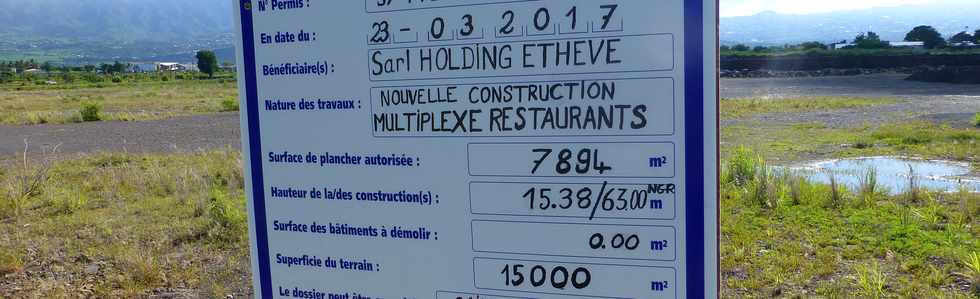 N° Permis :
En date du : 23-03 2017
Bénéficiaire(s) : Sarl HOLDING ETHEVE
Nature des travaux : NOUVELLE CONSTRUCTION
MULTIPLEXE RESTAURANTS
Surface de plancher autorisée : 7894 m²
Hauteur de la/des construction(s) : 15.38/63.00 NGR m
Surface des bâtiments à démolir : 0.00 m²
Superficie du terrain : 15000 m²
Le dossier peut être